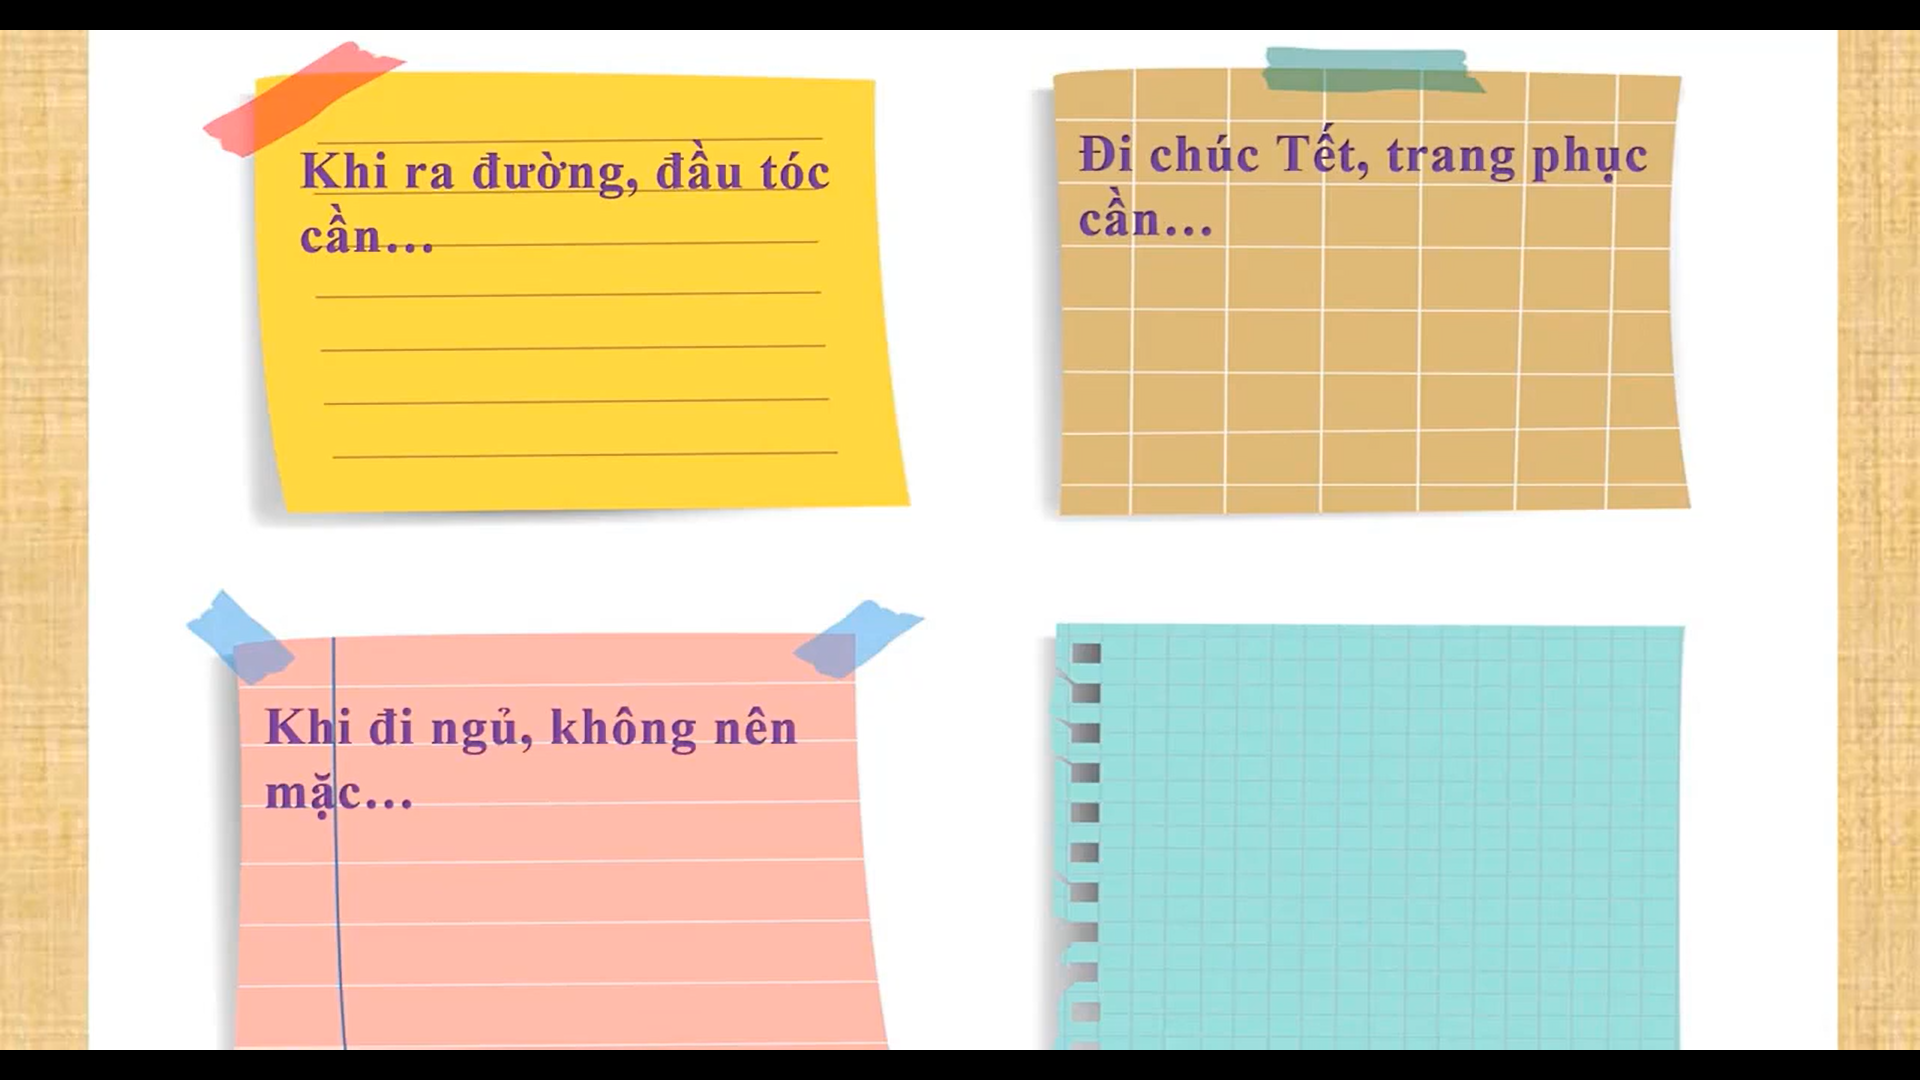 Khi ra đường, đầu tóc
cần...
Đi chúc Tết, trang phục
cần...
Khi đi ngủ, không nên
mặc...